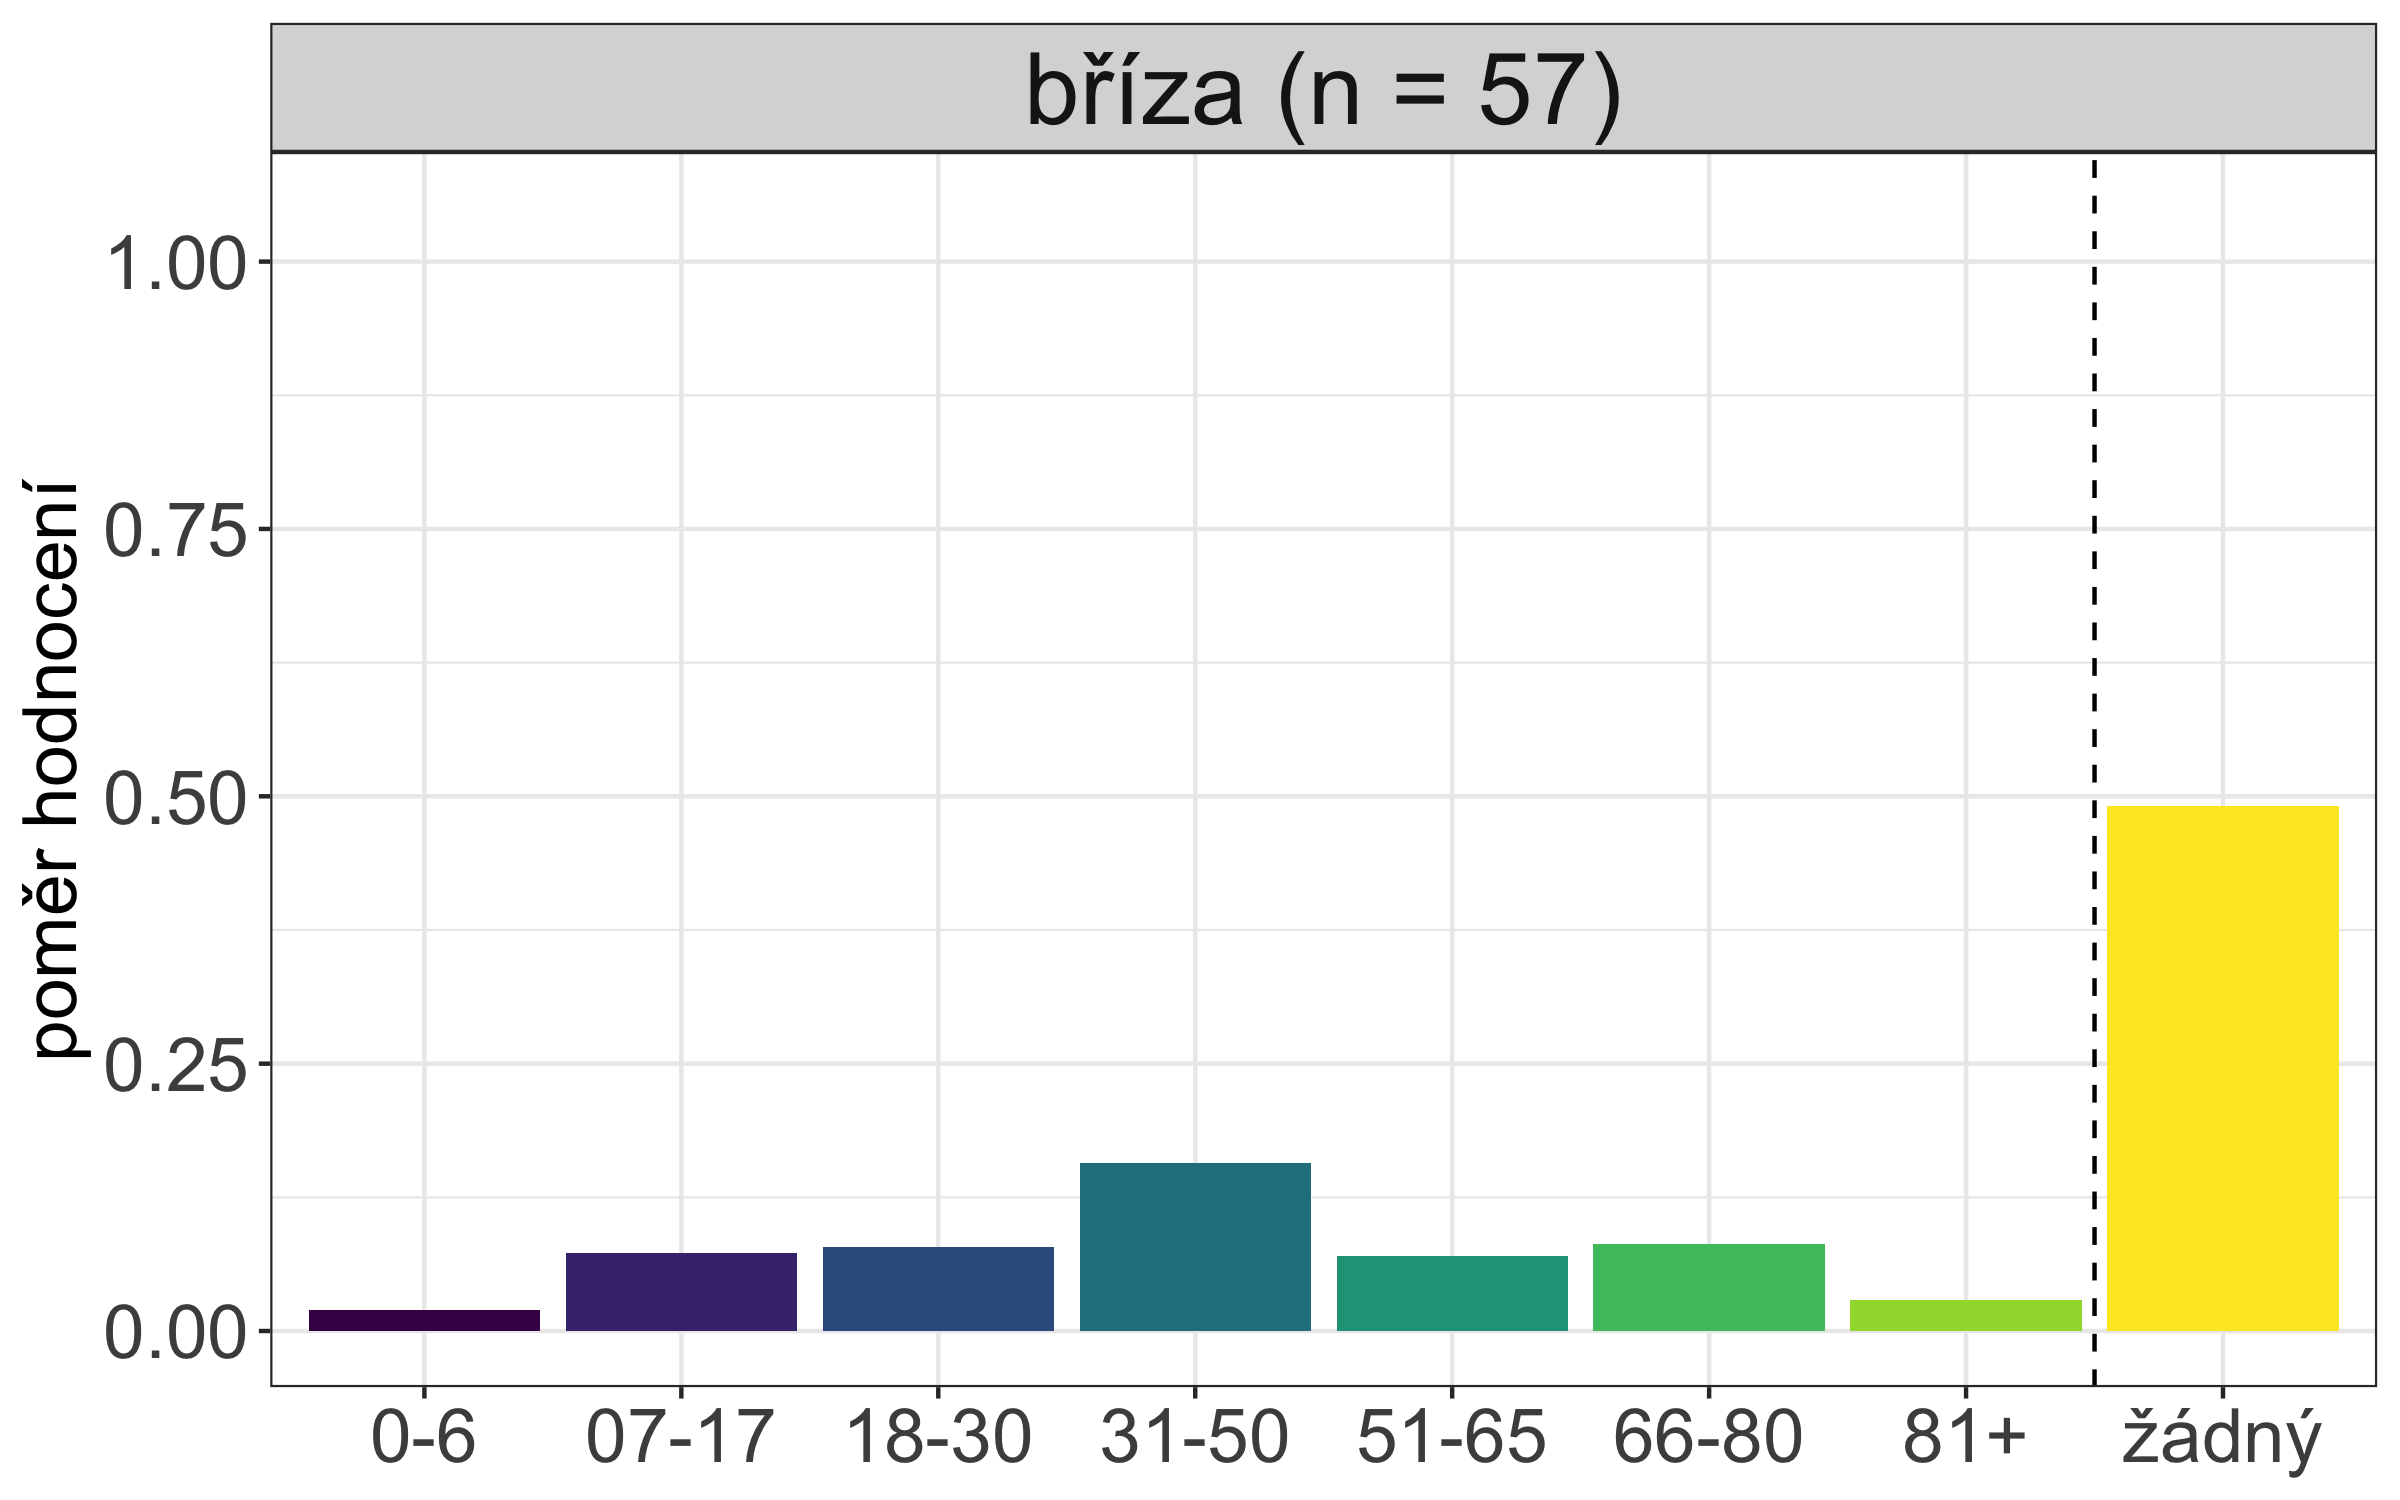 bříza (n = 57)
poměr hodnocení
1.00
0.75
0.50
0.25
0.00
0-6 07-17 18-30 31-50 51-65 66-80 81+ žádný